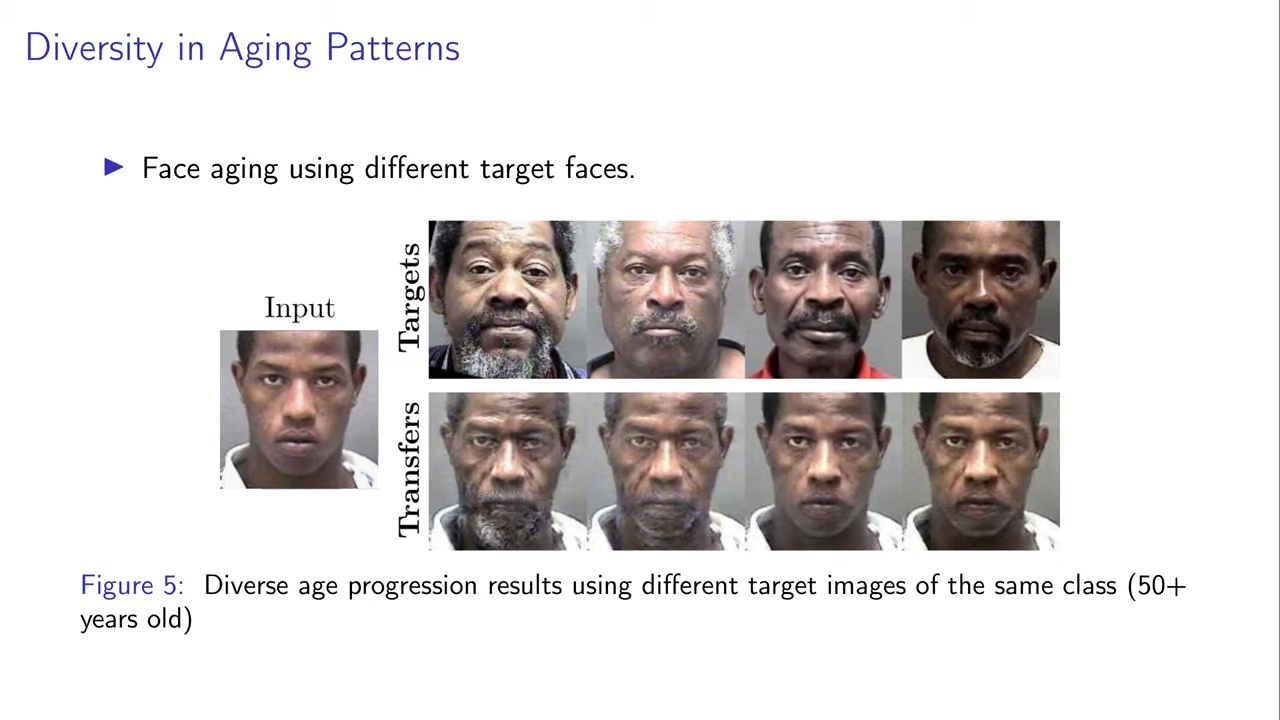 Diversity in Aging Patterns
Face aging using different target faces.
Input
Targets
Transfers
Figure 5: Diverse age progression results using different target images of the same class (50+
years old)